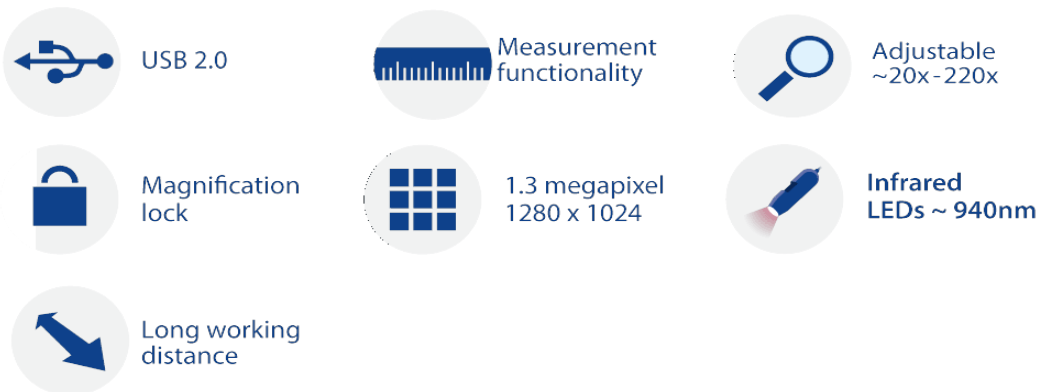 USB 2.0
Measurement
functionality
Adjustable
~20x-220x
Magnification
lock
1.3 megapixel
1280 x 1024
Infrared
LEDs ~ 940nm
Long working
distance